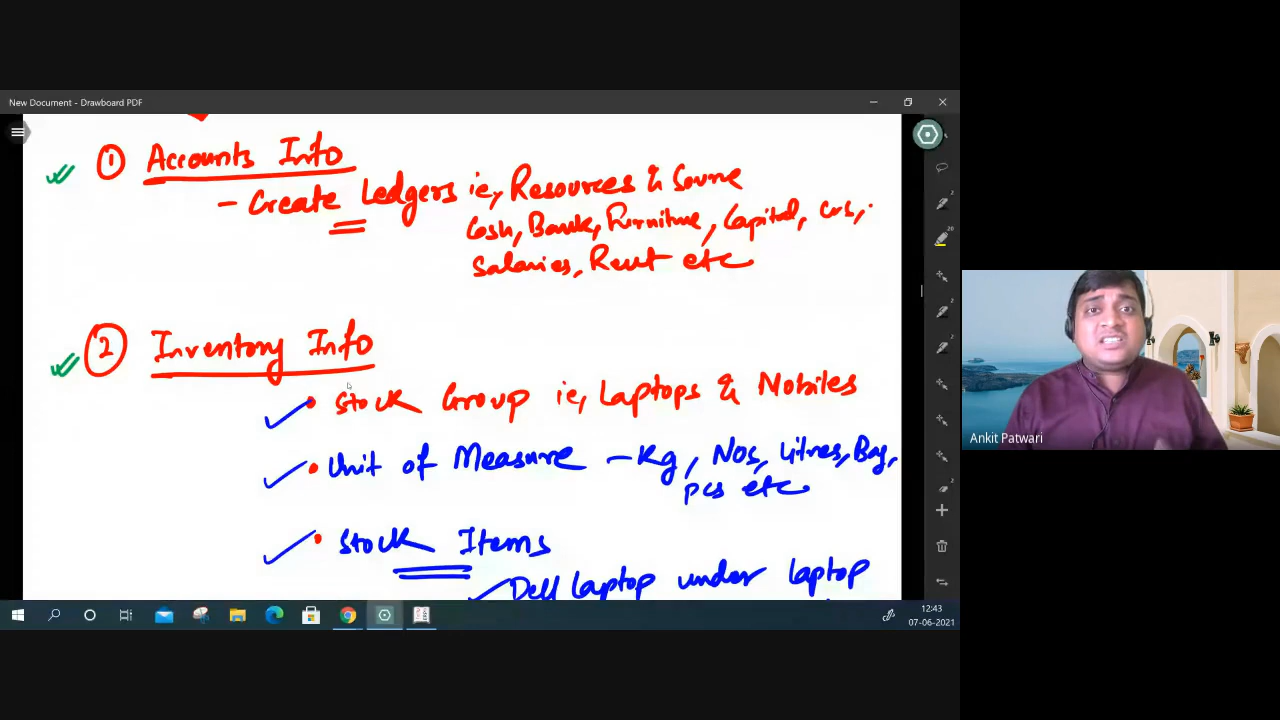 New Document - Drawboard PDF
① Accounts Info
- Create Ledgers ie, Resources & Source
Cash, Bank, Furniture, Capital,
Salaries, Rent etc
② Inventory Info
• Stock Group ie, Laptops & Mobiles
• Unit of Measure - Kg, Nos, Litres, Bag,
pcs etc
• Stock Items
Dell laptop under laptop
Ankit Patwari
12:43
07-06-2021